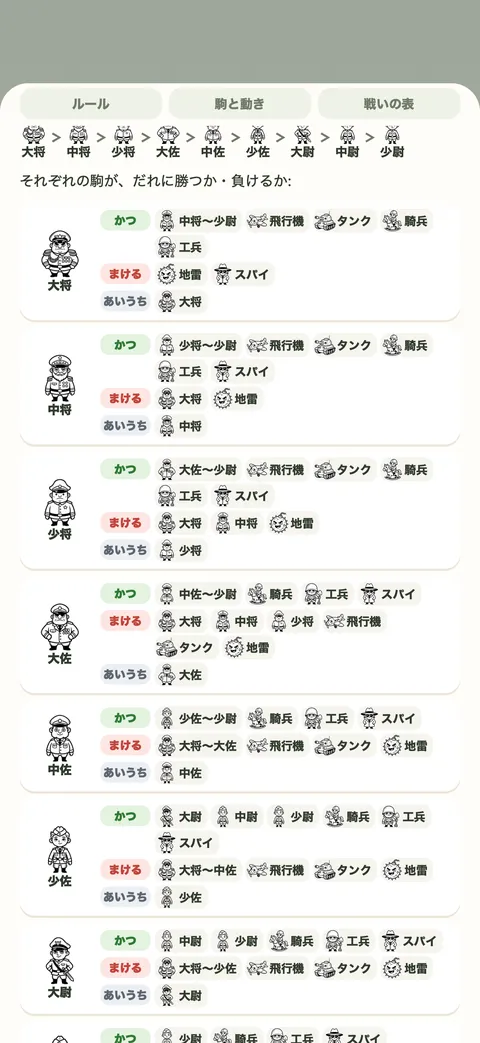 ルール 駒と動き 戦いの表
大将 > 中将 > 少将 > 大佐 > 中佐 > 少佐 > 大尉 > 中尉 > 少尉
それぞれの駒が、だれに勝つか・負けるか:
大将
かつ 中将〜少尉 飛行機 タンク 騎兵
工兵
まける 地雷 スパイ
あいうち 大将
中将
かつ 少将〜少尉 飛行機 タンク 騎兵
工兵 スパイ
まける 大将 地雷
あいうち 中将
少将
かつ 大佐〜少尉 飛行機 タンク 騎兵
工兵 スパイ
まける 大将 中将 地雷
あいうち 少将
大佐
かつ 中佐〜少尉 騎兵 工兵 スパイ
まける 大将 中将 少将 飛行機
タンク 地雷
あいうち 大佐
中佐
かつ 少佐〜少尉 騎兵 工兵 スパイ
まける 大将〜大佐 飛行機 タンク 地雷
あいうち 中佐
少佐
かつ 大尉 中尉 少尉 騎兵 工兵
スパイ
まける 大将〜中佐 飛行機 タンク 地雷
あいうち 少佐
大尉
かつ 中尉 少尉 騎兵 工兵 スパイ
まける 大将〜少佐 飛行機 タンク 地雷
あいうち 大尉
かつ 少尉 騎兵 工兵 スパイ